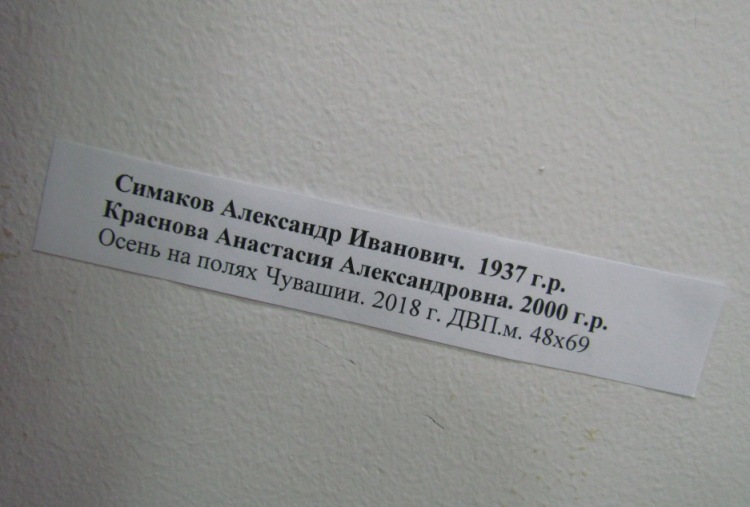 Симаков Александр Иванович. 1937 г.р.
Краснова Анастасия Александровна. 2000 г.р.
Осень на полях Чувашии. 2018 г. ДВП.м. 48х69